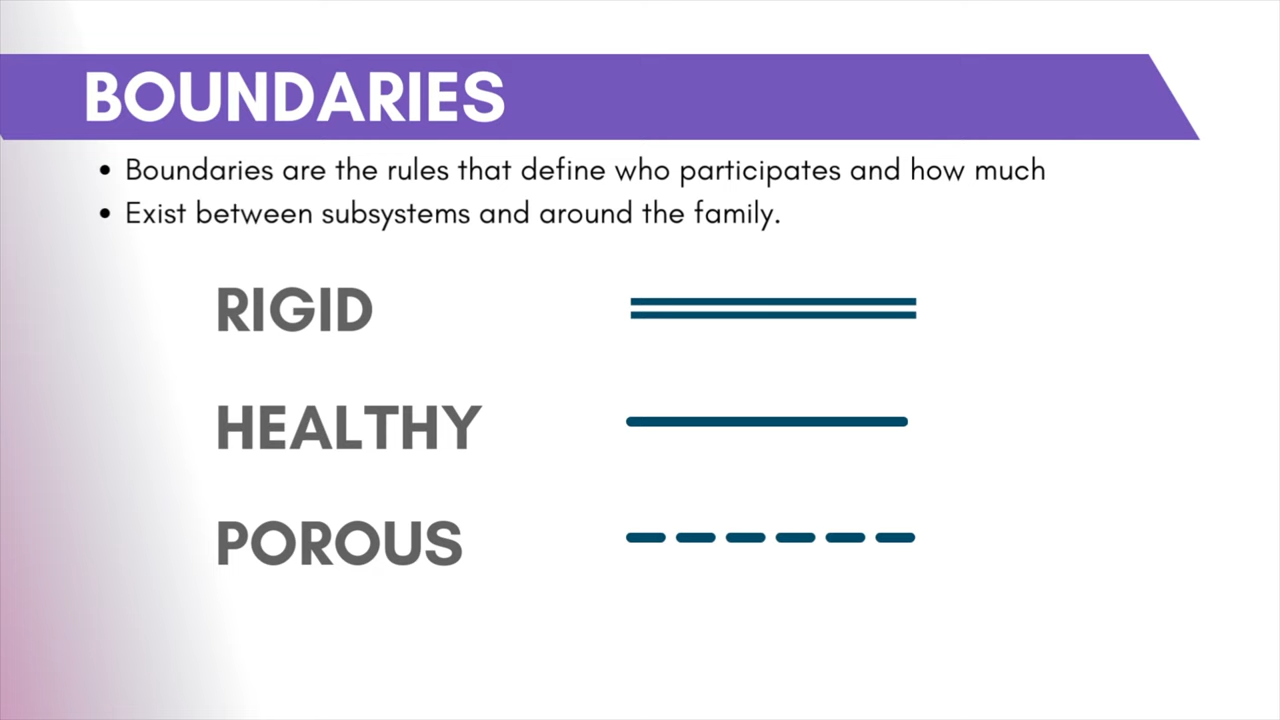 BOUNDARIES
• Boundaries are the rules that define who participates and how much
• Exist between subsystems and around the family.
RIGID
HEALTHY
POROUS